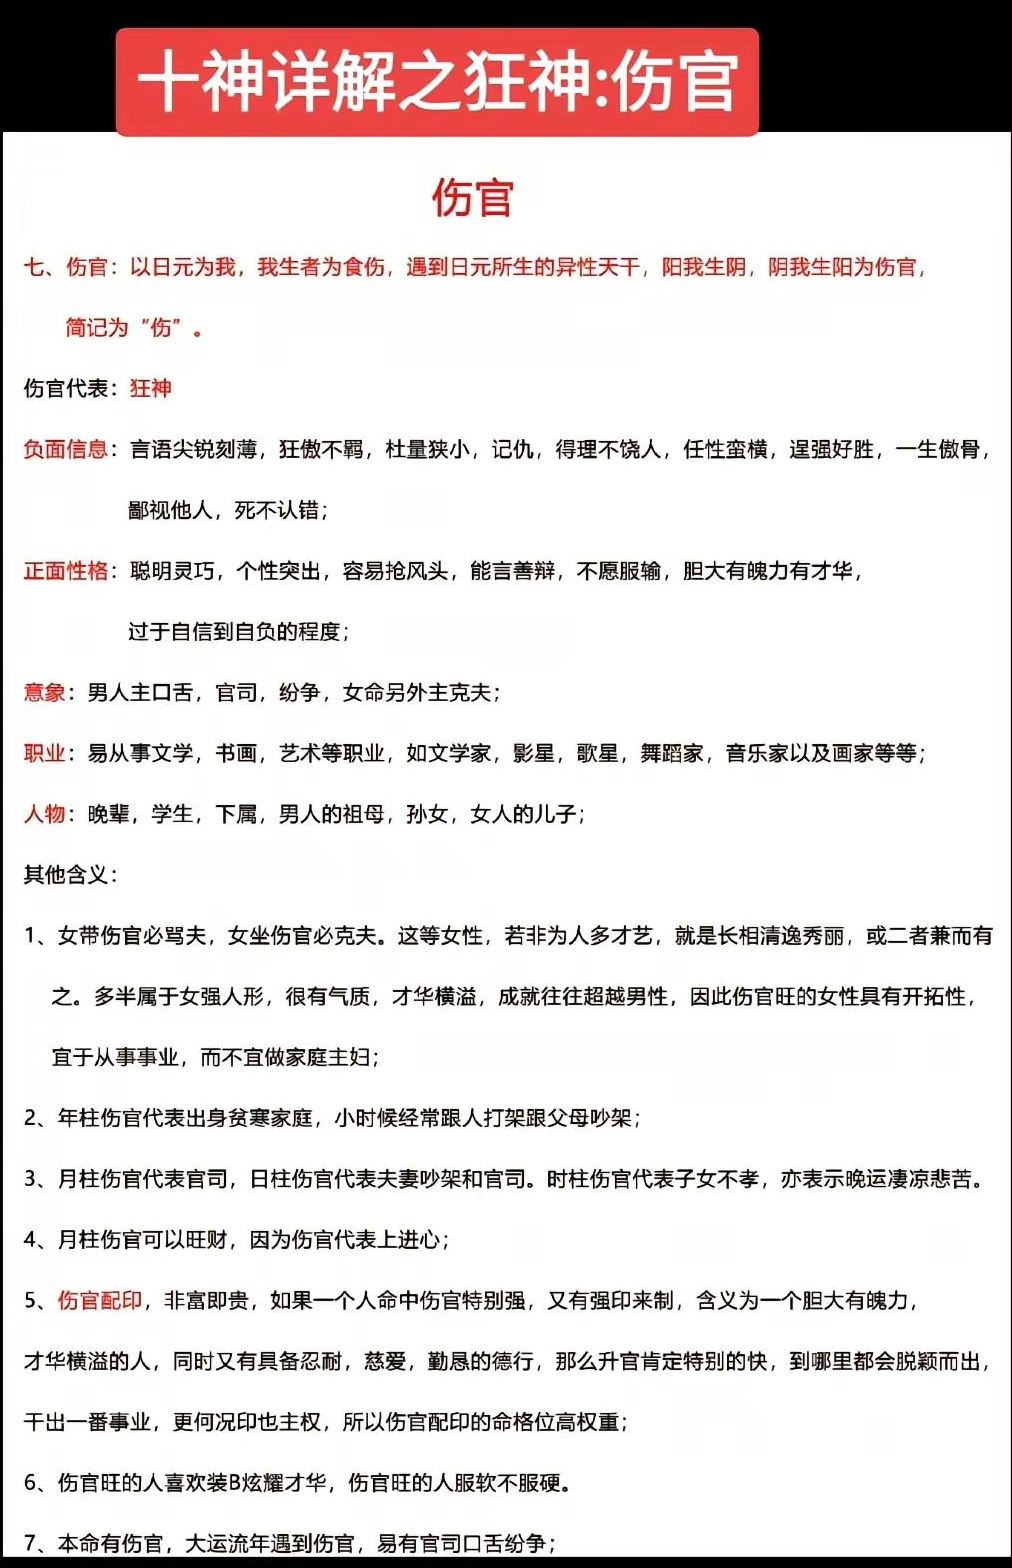 十神详解之狂神:伤官
伤官
七、伤官：以日元为我，我生者为食伤，遇到日元所生的异性天干，阳我生阴，阴我生阳为伤官，
简记为“伤”。
伤官代表：狂神
负面信息：言语尖锐刻薄，狂傲不羁，杜量狭小，记仇，得理不饶人，任性蛮横，逞强好胜，一生傲骨，
鄙视他人，死不认错；
正面性格：聪明灵巧，个性突出，容易抢风头，能言善辩，不愿服输，胆大有魄力有才华，
过于自信到自负的程度；
意象：男人主口舌，官司，纷争，女命另外主克夫；
职业：易从事文学，书画，艺术等职业，如文学家，影星，歌星，舞蹈家，音乐家以及画家等等；
人物：晚辈，学生，下属，男人的祖母，孙女，女人的儿子；
其他含义：
1、女带伤官必骂夫，女坐伤官必克夫。这等女性，若非为人多才艺，就是长相清逸秀丽，或二者兼而有
之。多半属于女强人形，很有气质，才华横溢，成就往往超越男性，因此伤官旺的女性具有开拓性，
宜于从事事业，而不宜做家庭主妇；
2、年柱伤官代表出身贫寒家庭，小时候经常跟人打架跟父母吵架；
3、月柱伤官代表官司，日柱伤官代表夫妻吵架和官司。时柱伤官代表子女不孝，亦表示晚运凄凉悲苦。
4、月柱伤官可以旺财，因为伤官代表上进心；
5、伤官配印，非富即贵，如果一个人命中伤官特别强，又有强印来制，含义为一个胆大有魄力，
才华横溢的人，同时又有具备忍耐，慈爱，勤恳的德行，那么升官肯定特别的快，到哪里都会脱颖而出，
干出一番事业，更何况印也主权，所以伤官配印的命格位高权重；
6、伤官旺的人喜欢装B炫耀才华，伤官旺的人服软不服硬。
7、本命有伤官，大运流年遇到伤官，易有官司口舌纷争；